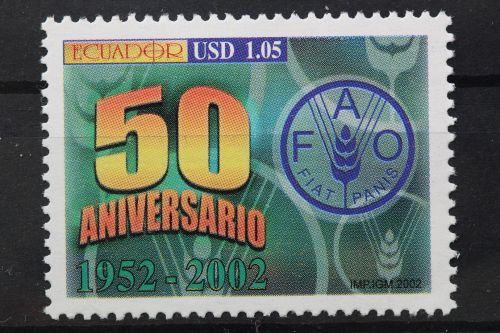 ECUADOR USD 1.05
50
ANIVERSARIO
1952 - 2002
F A O
FIAT PANIS
IMP.IGM.2002